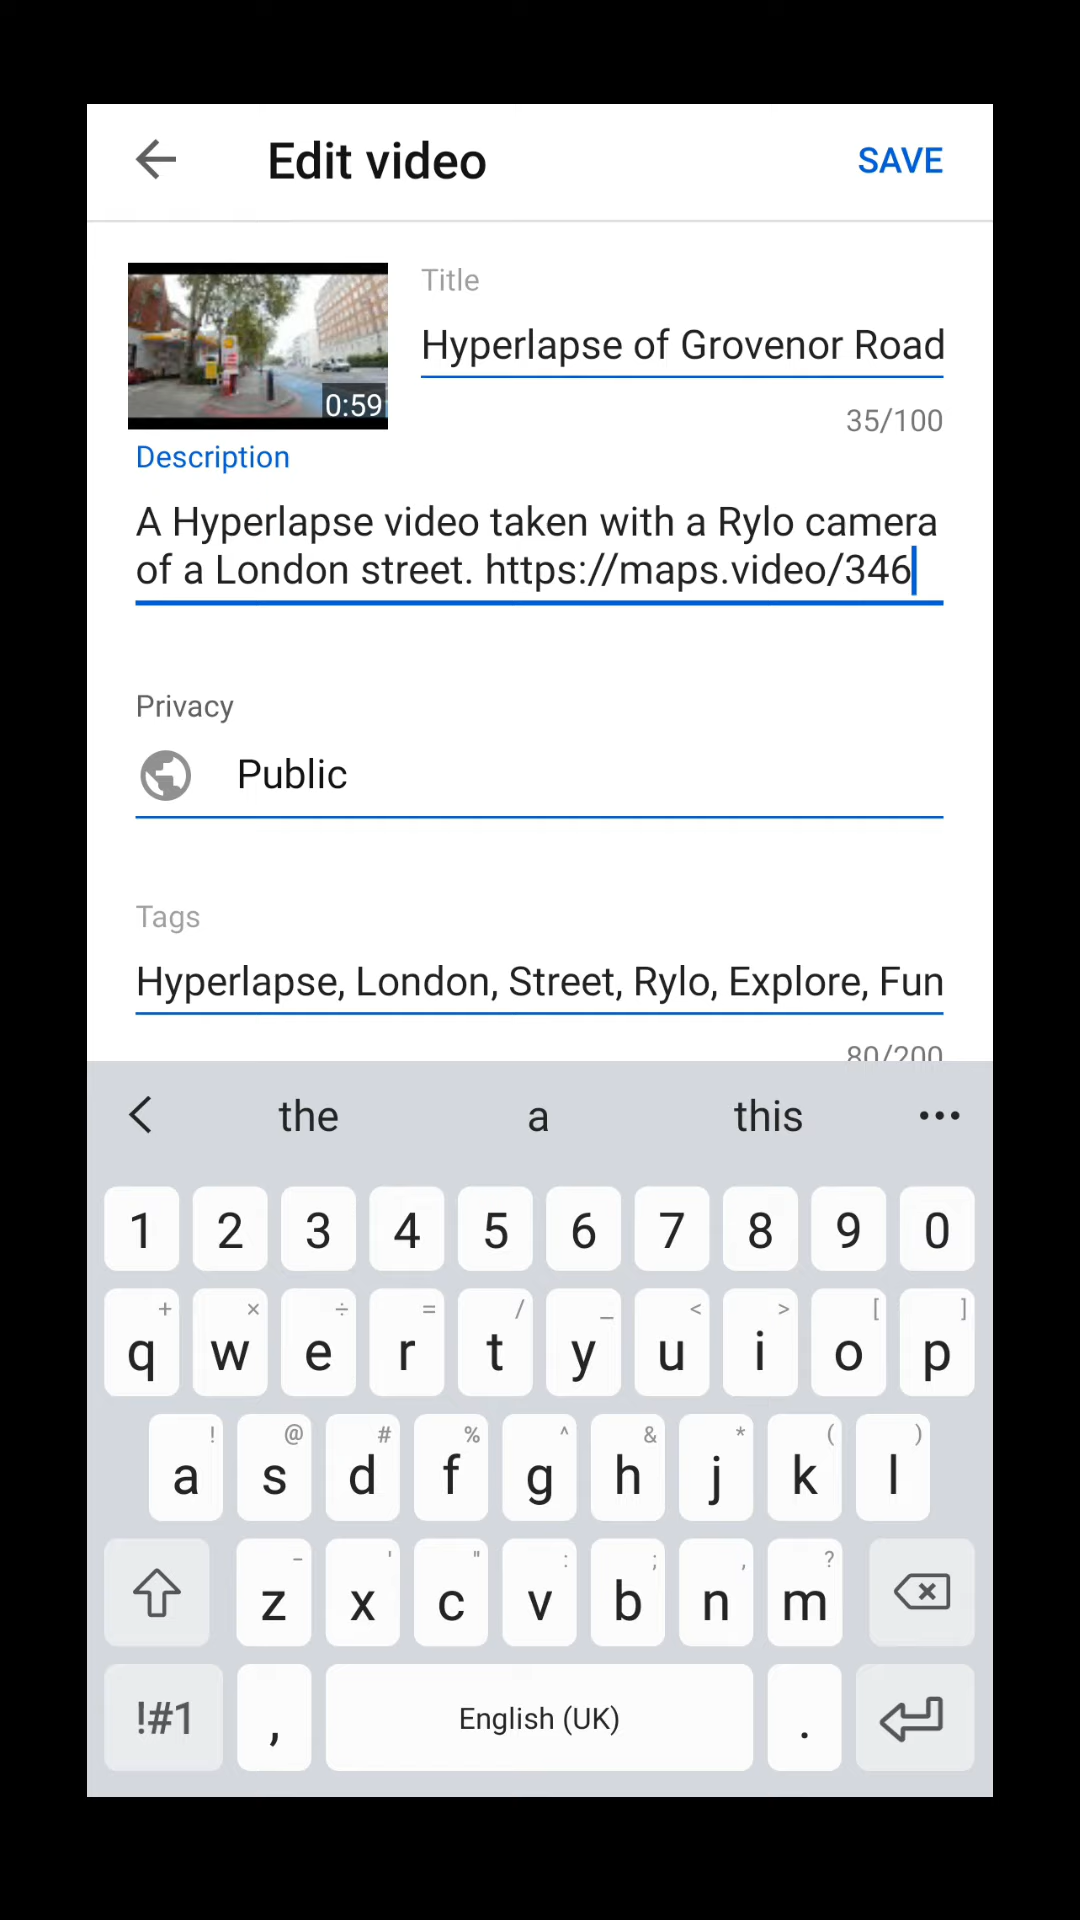 Edit video
SAVE
Title
Hyperlapse of Grovenor Road
0:59
35/100
Description
A Hyperlapse video taken with a Rylo camera
of a London street. https://maps.video/346
Privacy
Public
Tags
Hyperlapse, London, Street, Rylo, Explore, Fun
80/200
the a this •••
1 2 3 4 5 6 7 8 9 0
+ × ÷ = / _ < > [ ]
q w e r t y u i o p
! @ # % ^ & * ( )
a s d f g h j k l
- ' " : ; , ?
z x c v b n m
!#1 , English (UK) .